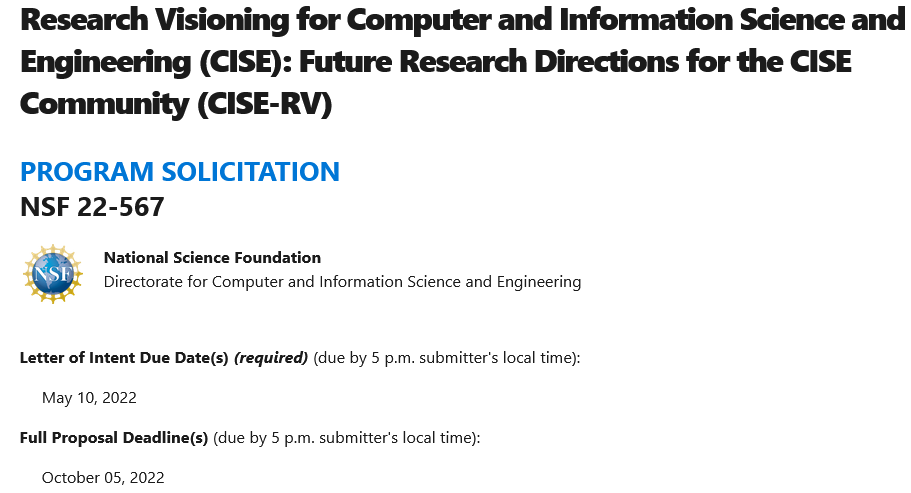 Research Visioning for Computer and Information Science and
Engineering (CISE): Future Research Directions for the CISE
Community (CISE-RV)
PROGRAM SOLICITATION
NSF 22-567
NSF
National Science Foundation
Directorate for Computer and Information Science and Engineering
Letter of Intent Due Date(s) (required) (due by 5 p.m. submitter's local time):
May 10, 2022
Full Proposal Deadline(s) (due by 5 p.m. submitter's local time):
October 05, 2022